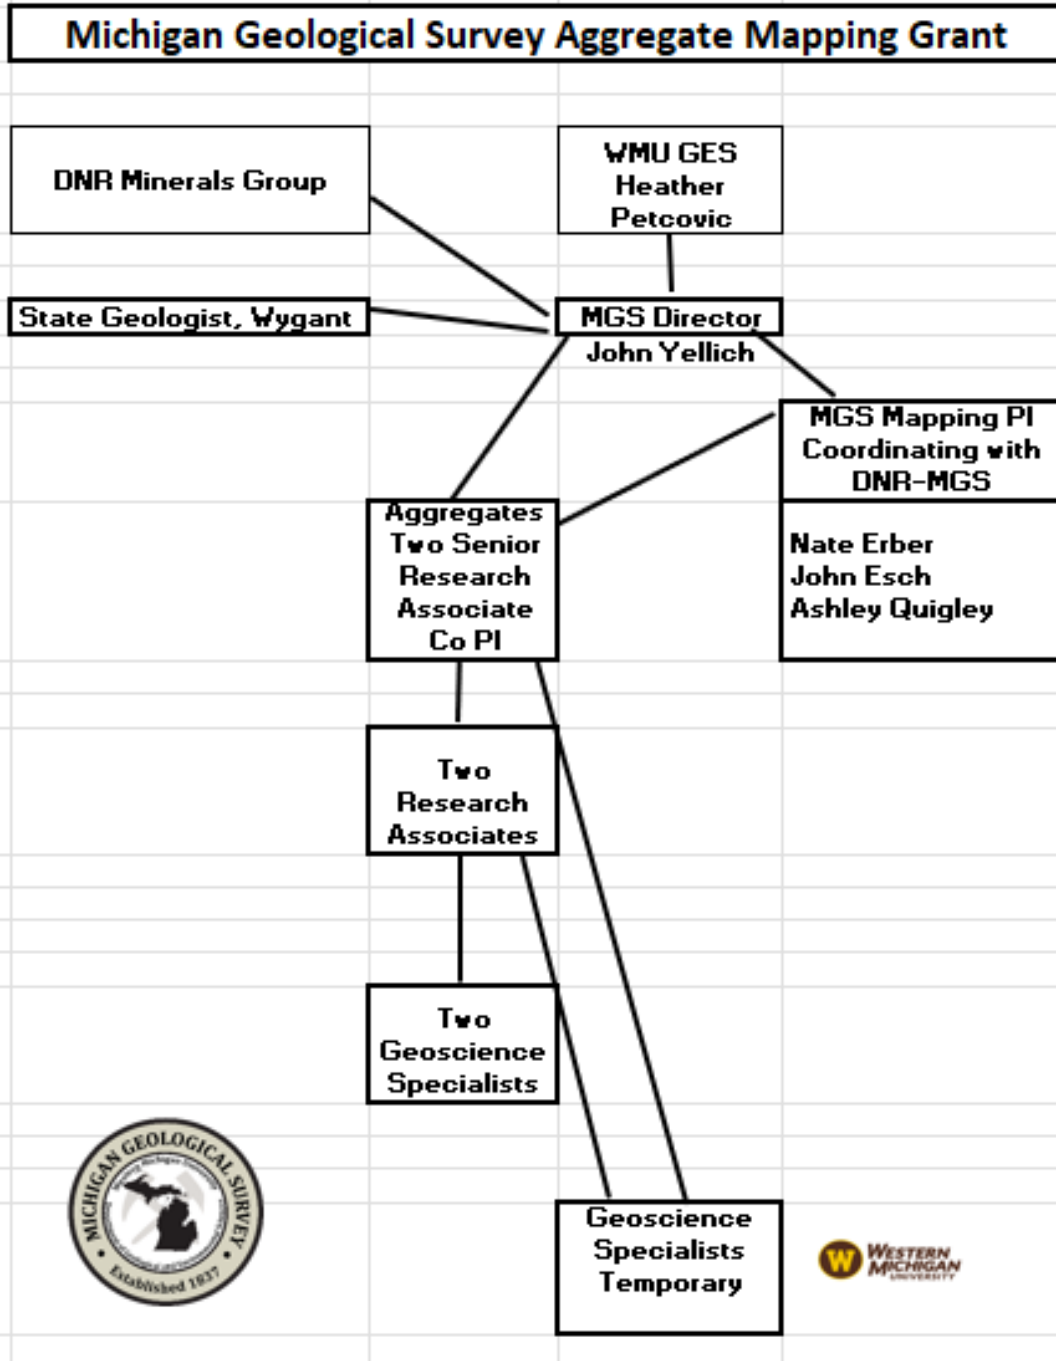 Michigan Geological Survey Aggregate Mapping Grant
DNR Minerals Group
WMU GES
Heather
Petcovic
State Geologist, Wygant
MGS Director
John Yellich
MGS Mapping PI
Coordinating with
DNR-MGS
Nate Erber
John Esch
Ashley Quigley
Aggregates
Two Senior
Research
Associate
Co PI
Two
Research
Associates
Two
Geoscience
Specialists
Geoscience
Specialists
Temporary
MICHIGAN GEOLOGICAL SURVEY
Established 1837
W
WESTERN
MICHIGAN
UNIVERSITY